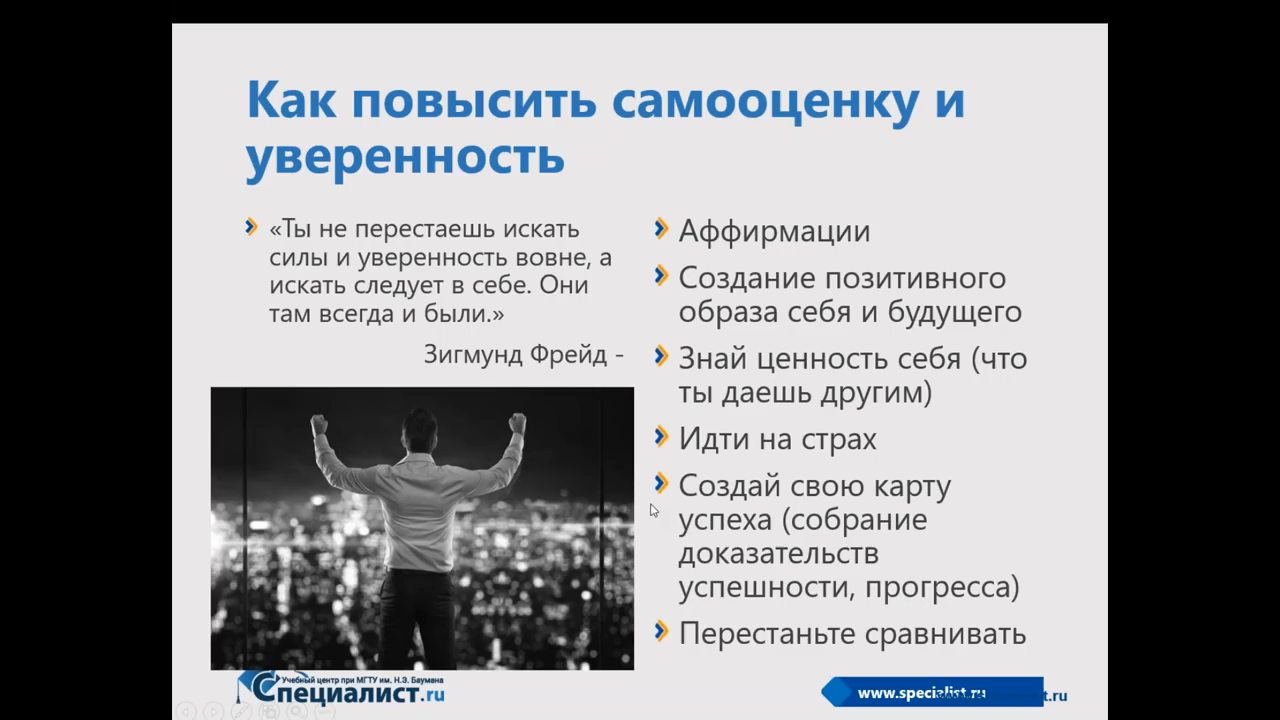 Как повысить самооценку и
уверенность
«Ты не перестаешь искать
силы и уверенность вовне, а
искать следует в себе. Они
там всегда и были.»
Зигмунд Фрейд -
Аффирмации
Создание позитивного
образа себя и будущего
Знай ценность себя (что
ты даешь другим)
Идти на страх
Создай свою карту
успеха (собрание
доказательств
успешности, прогресса)
Перестаньте сравнивать
Учебный центр при МГТУ им. Н.Э. Баумана
Специалист.ru
www.specialist.ru